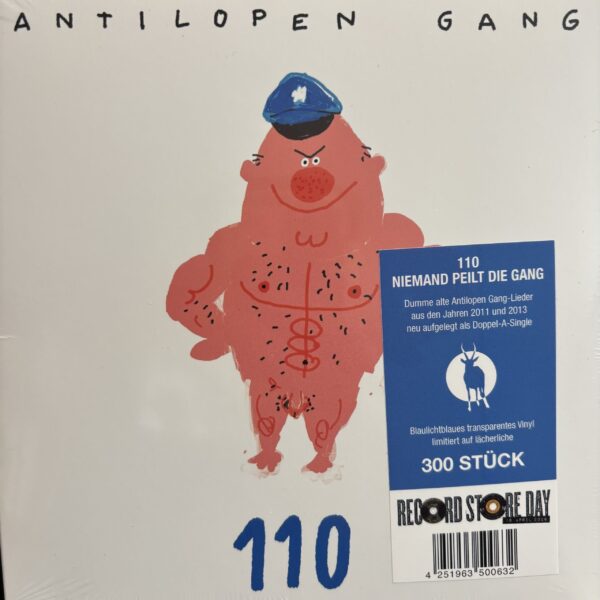 ANTILOPEN GANG
110
NIEMAND PEILT DIE GANG
Dumme alte Antilopen Gang-Lieder
aus den Jahren 2011 und 2013
neu aufgelegt als Doppel-A-Single
Blaulichtblaues transparentes Vinyl
limitiert auf lächerliche
300 STÜCK
RECORD STORE DAY
4 251963 500632
110